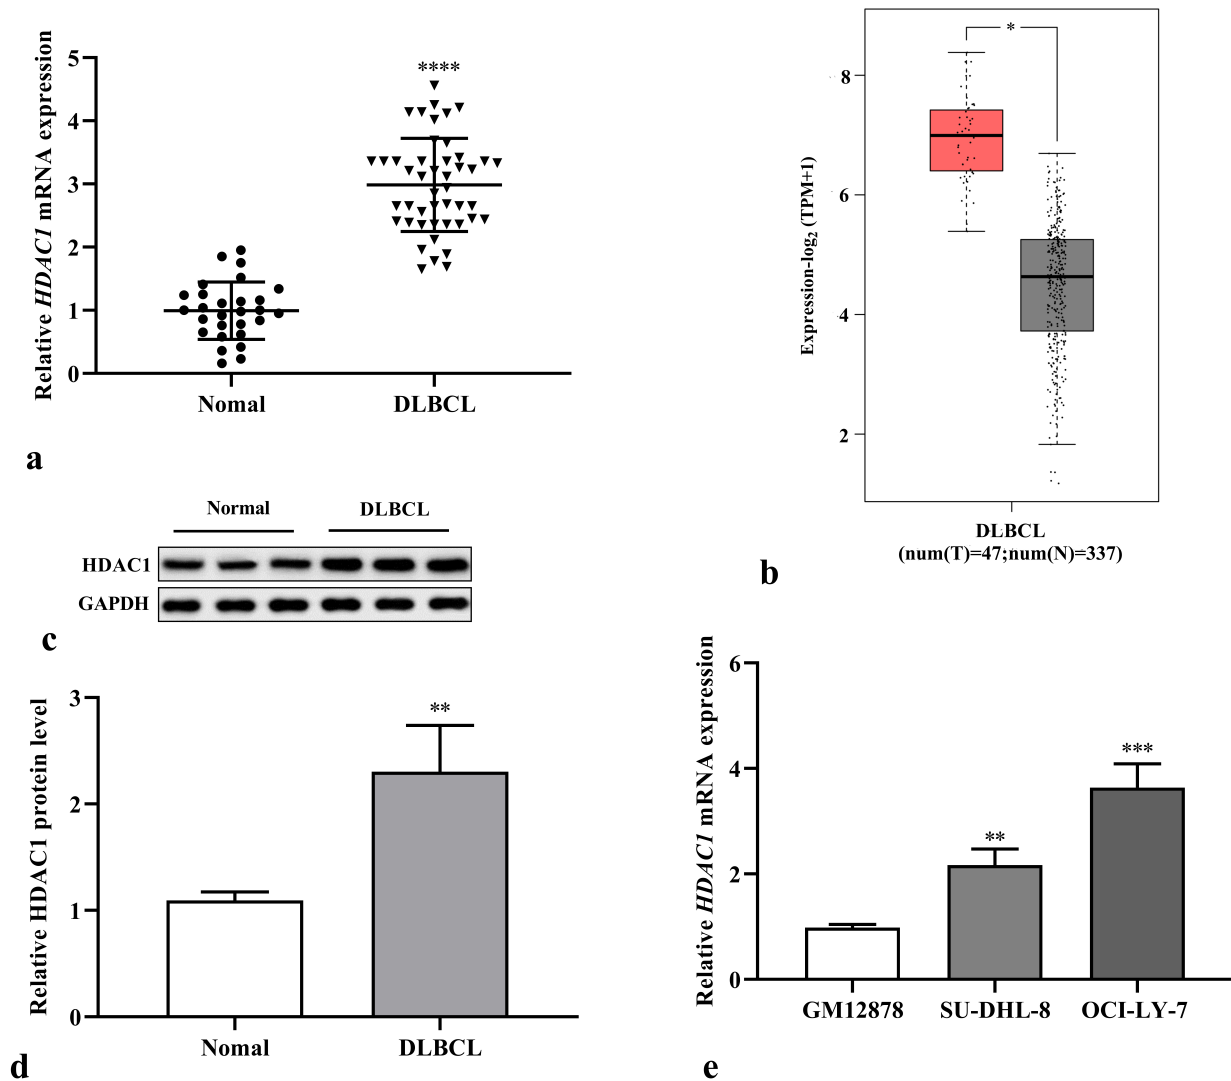 Relative HDAC1 mRNA expression
5
4
3
2
1
0
****
Nomal
DLBCL
a
Expression-log2 (TPM+1)
8
6
4
2
*
DLBCL
(num(T)=47;num(N)=337)
b
Normal
DLBCL
HDAC1
GAPDH
c
Relative HDAC1 protein level
3
2
1
0
**
Nomal
DLBCL
d
Relative HDAC1 mRNA expression
6
4
2
0
**
***
GM12878
SU-DHL-8
OCI-LY-7
e